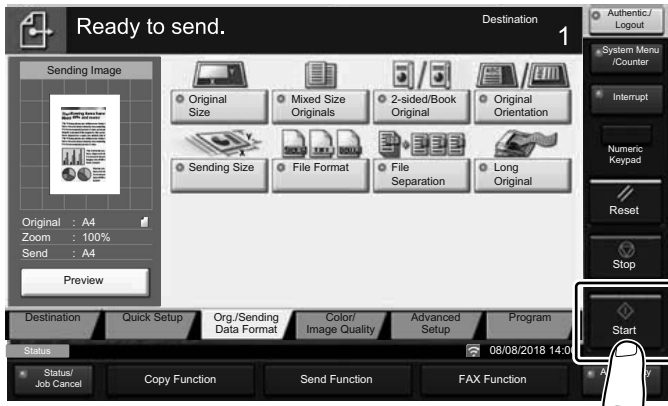 Ready to send.
Destination
1
Authentic./
Logout
System Menu
/Counter
Interrupt
Numeric
Keypad
Reset
Stop
Start
Sending Image
Original : A4
Zoom : 100%
Send : A4
Preview
Original
Size
Mixed Size
Originals
2-sided/Book
Original
Original
Orientation
Sending Size
File Format
File
Separation
Long
Original
Destination
Quick Setup
Org./Sending
Data Format
Color/
Image Quality
Advanced
Setup
Program
Status
08/08/2018 14:0
Status/
Job Cancel
Copy Function
Send Function
FAX Function